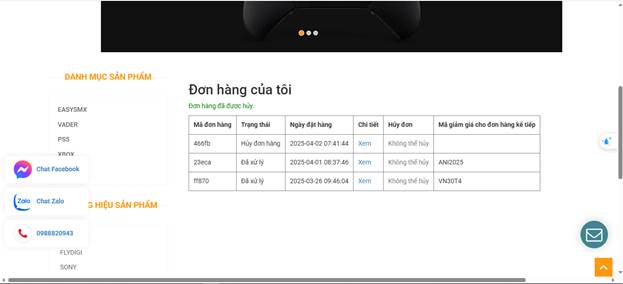 DANH MỤC SẢN PHẨM
EASYSMX
VADER
PS5
XBOX
Chat Facebook
Zalo
Chat Zalo
G HIỆU SẢN PHẨM
0988820943
FLYDIGI
SONY
Đơn hàng của tôi
Đơn hàng đã được hủy.
Mã đơn hàng Trạng thái Ngày đặt hàng Chi tiết Hủy đơn Mã giảm giá cho đơn hàng kế tiếp
466fb Hủy đơn hàng 2025-04-02 07:41:44 Xem Không thể hủy
23eca Đã xử lý 2025-04-01 08:37:46 Xem Không thể hủy ANI2025
ff870 Đã xử lý 2025-03-26 09:46:04 Xem Không thể hủy VN30T4